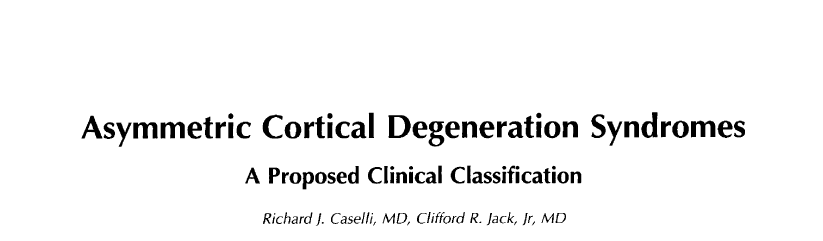 Asymmetric Cortical Degeneration Syndromes
A Proposed Clinical Classification
Richard J. Caselli, MD, Clifford R. Jack, Jr, MD